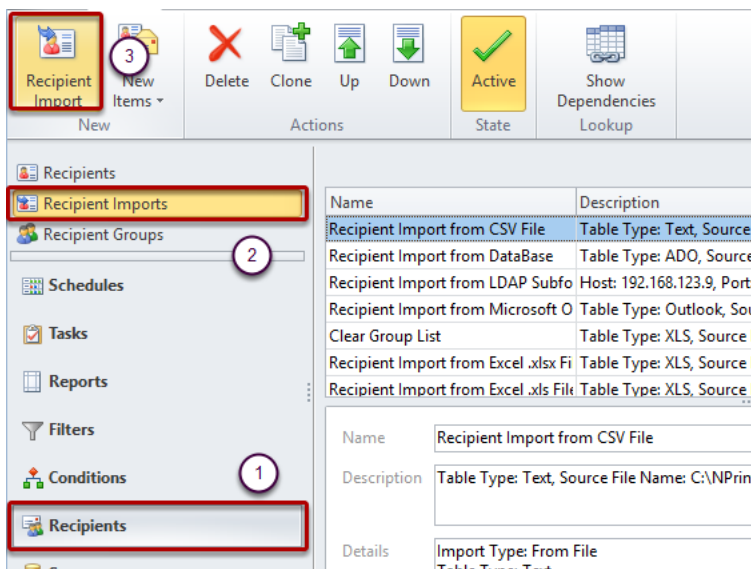 Recipient
Import
3
New
Items
Delete
Clone
Up
Down
Active
Show
Dependencies
New
Actions
State
Lookup
Recipients
Recipient Imports
Recipient Groups
2
Schedules
Tasks
Reports
Filters
Conditions
1
Recipients
Name Description
Recipient Import from CSV File Table Type: Text, Source
Recipient Import from DataBase Table Type: ADO, Source
Recipient Import from LDAP Subfo Host: 192.168.123.9, Port
Recipient Import from Microsoft O Table Type: Outlook, Sou
Clear Group List Table Type: XLS, Source
Recipient Import from Excel .xlsx Fi Table Type: XLS, Source
Recipient Import from Excel .xls File Table Type: XLS, Source
Name Recipient Import from CSV File
Description Table Type: Text, Source File Name: C:\NPrin
Details Import Type: From File
Table Type: Text